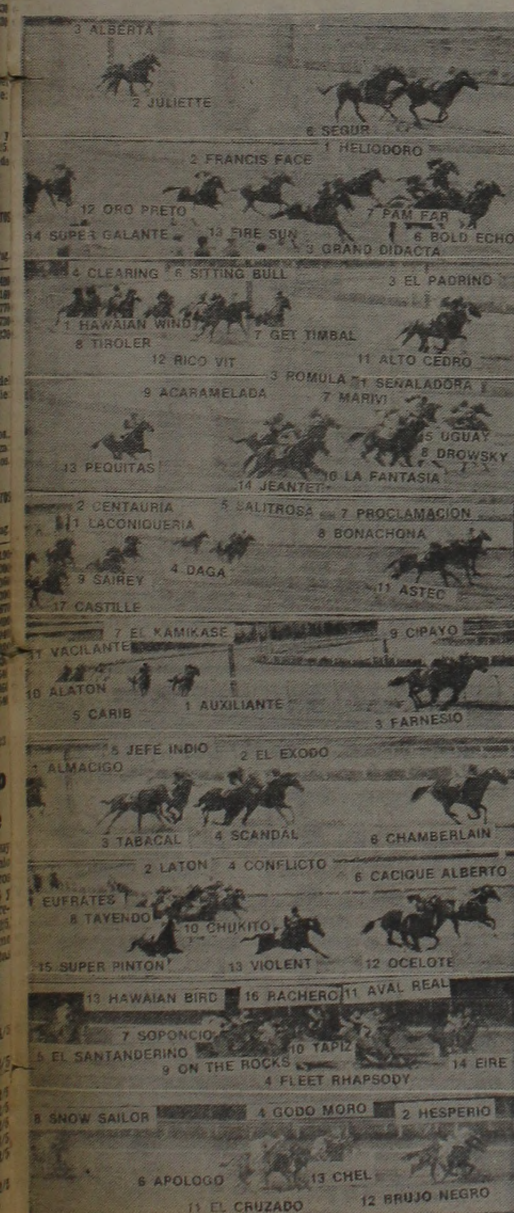 3 ALBERTA
2 JULIETTE
6 SEGUR
1 HELIODORO
2 FRANCIS FACE
12 ORO PRETO
7 PAM FAR
14 SUPER GALANTE
13 FIRE SUN
6 BOLD ECHO
3 GRAND DIDACTA
4 CLEARING
6 SITTING BULL
3 EL PADRINO
1 HAWAIAN WIND
7 GET TIMBAL
8 TIROLER
12 RICO VIT
11 ALTO CEDRO
3 ROMULA
1 SEÑALADORA
9 ACARAMELADA
7 MARIVI
5 UGUAY
8 DROWSKY
13 PEQUITAS
10 LA FANTASIA
14 JEANTET
2 CENTAURIA
5 SALITROSA
7 PROCLAMACION
1 LACONIQUERIA
8 BONACHONA
4 DAGA
9 SAIREY
11 ASTEC
17 CASTILLE
7 EL KAMIKASE
9 CIPAYO
VACILANTE
10 ALATON
1 AUXILIANTE
5 CARIB
3 FARNESIO
5 JEFE INDIO
2 EL EXODO
1 ALMACIGO
3 TABACAL
4 SCANDAL
6 CHAMBERLAIN
2 LATON
4 CONFLICTO
6 CACIQUE ALBERTO
EUFRATES
8 TAYENDO
10 CHUKITO
15 SUPER PINTON
13 VIOLENT
12 OCELOTE
13 HAWAIAN BIRD
16 RACHERO
11 AVAL REAL
7 SOPONCIO
5 EL SANTANDERINO
10 TAPIZ
9 ON THE ROCKS
14 EIRE
4 FLEET RHAPSODY
8 SNOW SAILOR
4 GODO MORO
2 HESPERIO
6 APOLOGO
13 CHEL
11 EL CRUZADO
12 BRUJO NEGRO